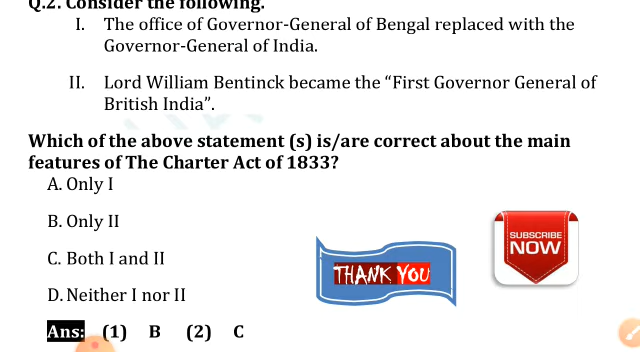 Q.2. Consider the following.
I. The office of Governor-General of Bengal replaced with the
Governor-General of India.
II. Lord William Bentinck became the “First Governor General of
British India”.
Which of the above statement (s) is/are correct about the main
features of The Charter Act of 1833?
A. Only I
B. Only II
C. Both I and II
D. Neither I nor II
THANK YOU
SUBSCRIBE
NOW
Ans: (1) B (2) C